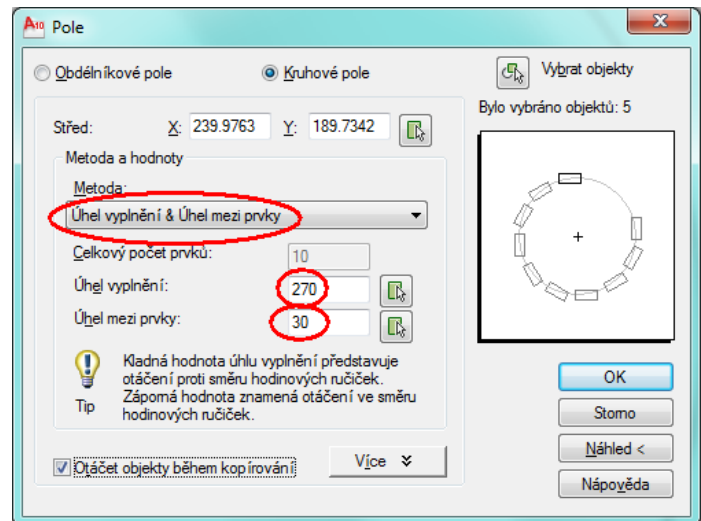 A10 Pole
Obdélníkové pole
Kruhové pole
Vybrat objekty
Bylo vybráno objektů: 5
Střed:
X: 239.9763
Y: 189.7342
Metoda a hodnoty
Metoda:
Úhel vyplnění & Úhel mezi prvky
Celkový počet prvků:
10
Úhel vyplnění:
270
Úhel mezi prvky:
30
Tip
Kladná hodnota úhlu vyplnění představuje
otáčení proti směru hodinových ručiček.
Záporná hodnota znamená otáčení ve směru
hodinových ručiček.
Otáčet objekty během kopírování
Více
OK
Storno
Náhled <
Nápověda